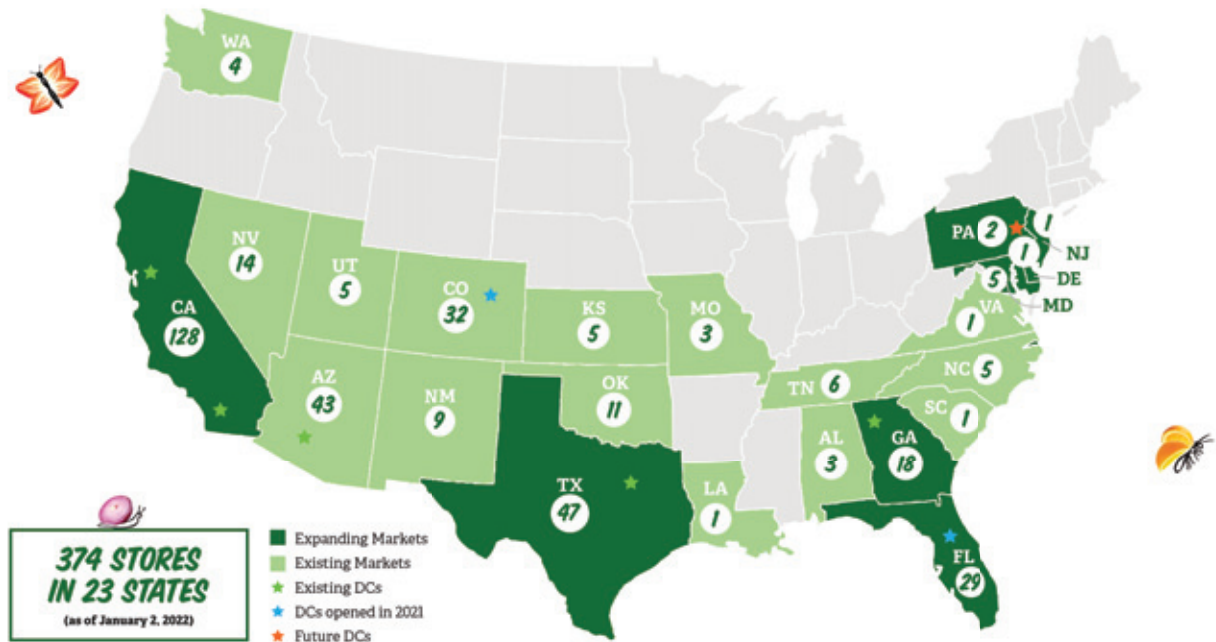 WA
4
NV
14
UT
5
CO
32
CA
128
AZ
43
NM
9
KS
5
MO
3
OK
11
TX
47
LA
1
TN 6
AL
3
GA
18
FL
29
SC 1
NC 5
VA
1
PA 2
1
NJ
1
DE
5
MD
374 STORES
IN 23 STATES
(as of January 2, 2022)
Expanding Markets
Existing Markets
Existing DCs
DCs opened in 2021
Future DCs